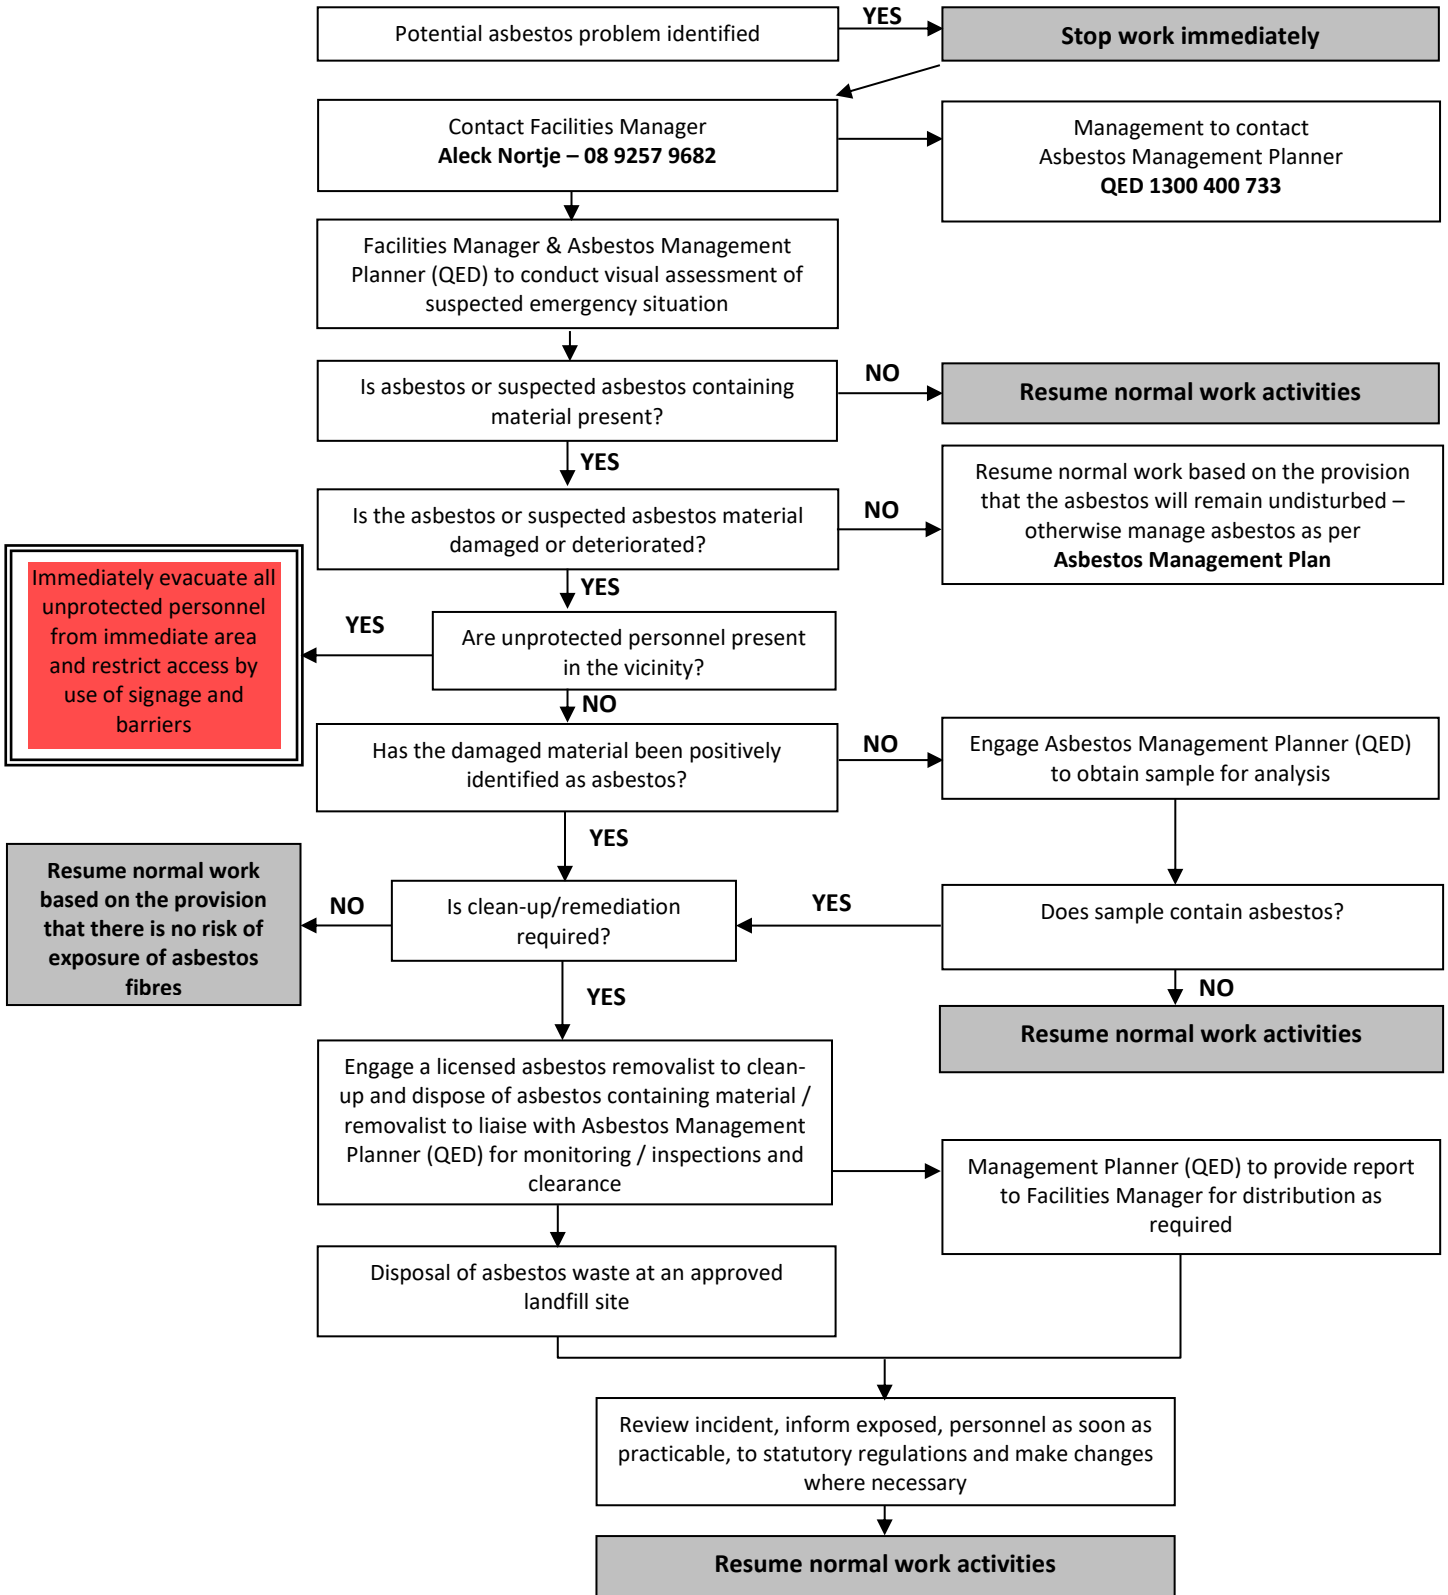 Potential asbestos problem identified
YES
Stop work immediately
Contact Facilities Manager
Aleck Nortje – 08 9257 9682
Management to contact
Asbestos Management Planner
QED 1300 400 733
Facilities Manager & Asbestos Management
Planner (QED) to conduct visual assessment of
suspected emergency situation
Is asbestos or suspected asbestos containing
material present?
NO
Resume normal work activities
YES
Is the asbestos or suspected asbestos material
damaged or deteriorated?
NO
Resume normal work based on the provision
that the asbestos will remain undisturbed –
otherwise manage asbestos as per
Asbestos Management Plan
YES
Immediately evacuate all
unprotected personnel
from immediate area
and restrict access by
use of signage and
barriers
YES
Are unprotected personnel present
in the vicinity?
NO
Has the damaged material been positively
identified as asbestos?
NO
Engage Asbestos Management Planner (QED)
to obtain sample for analysis
YES
Resume normal work
based on the provision
that there is no risk of
exposure of asbestos
fibres
NO
Is clean-up/remediation
required?
YES
Does sample contain asbestos?
NO
Resume normal work activities
YES
Engage a licensed asbestos removalist to clean-
up and dispose of asbestos containing material /
removalist to liaise with Asbestos Management
Planner (QED) for monitoring / inspections and
clearance
Management Planner (QED) to provide report
to Facilities Manager for distribution as
required
Disposal of asbestos waste at an approved
landfill site
Review incident, inform exposed, personnel as soon as
practicable, to statutory regulations and make changes
where necessary
Resume normal work activities